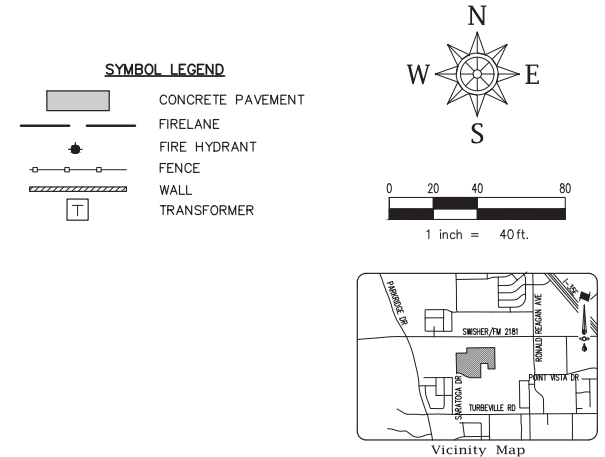 SYMBOL LEGEND
CONCRETE PAVEMENT
FIRELANE
FIRE HYDRANT
FENCE
WALL
T TRANSFORMER
N
W E
S
0 20 40 80
1 inch = 40 ft.
PARKRIDGE DR
I-35E
RONALD REAGAN AVE
SWISHER/FM 2181
POINT VISTA DR
SARATOGA DR
TURBEVILLE RD
Vicinity Map